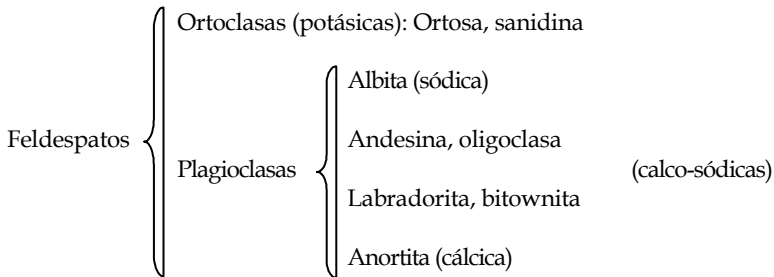 Ortoclasas (potásicas): Ortosa, sanidina
Albita (sódica)
Feldespatos
Andesina, oligoclasa
Plagioclasas
(calco-sódicas)
Labradorita, bitownita
Anortita (cálcica)